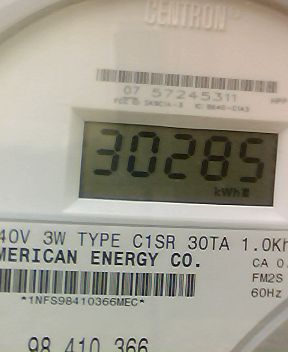 CENTRON®
07 57245311
30285
kWh
40V 3W TYPE C1SR 30TA 1.0Kh
MERICAN ENERGY CO.
CA 0.
FM2S
60Hz
*1NFS98410366MEC*
98 410 366